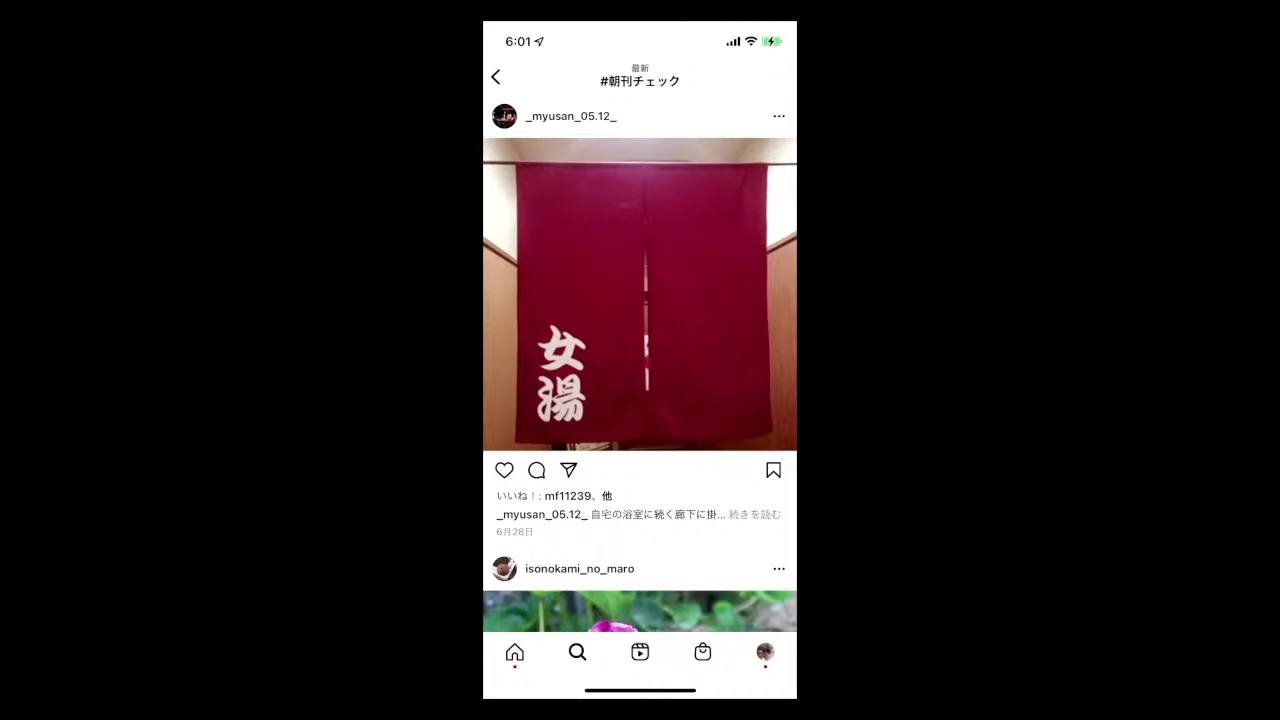 6:01
最新
#朝刊チェック
_myusan_05.12_
女湯
いいね！: mf11239、他
_myusan_05.12_ 自宅の浴室に続く廊下に掛... 続きを読む
6月28日
isonokami_no_maro